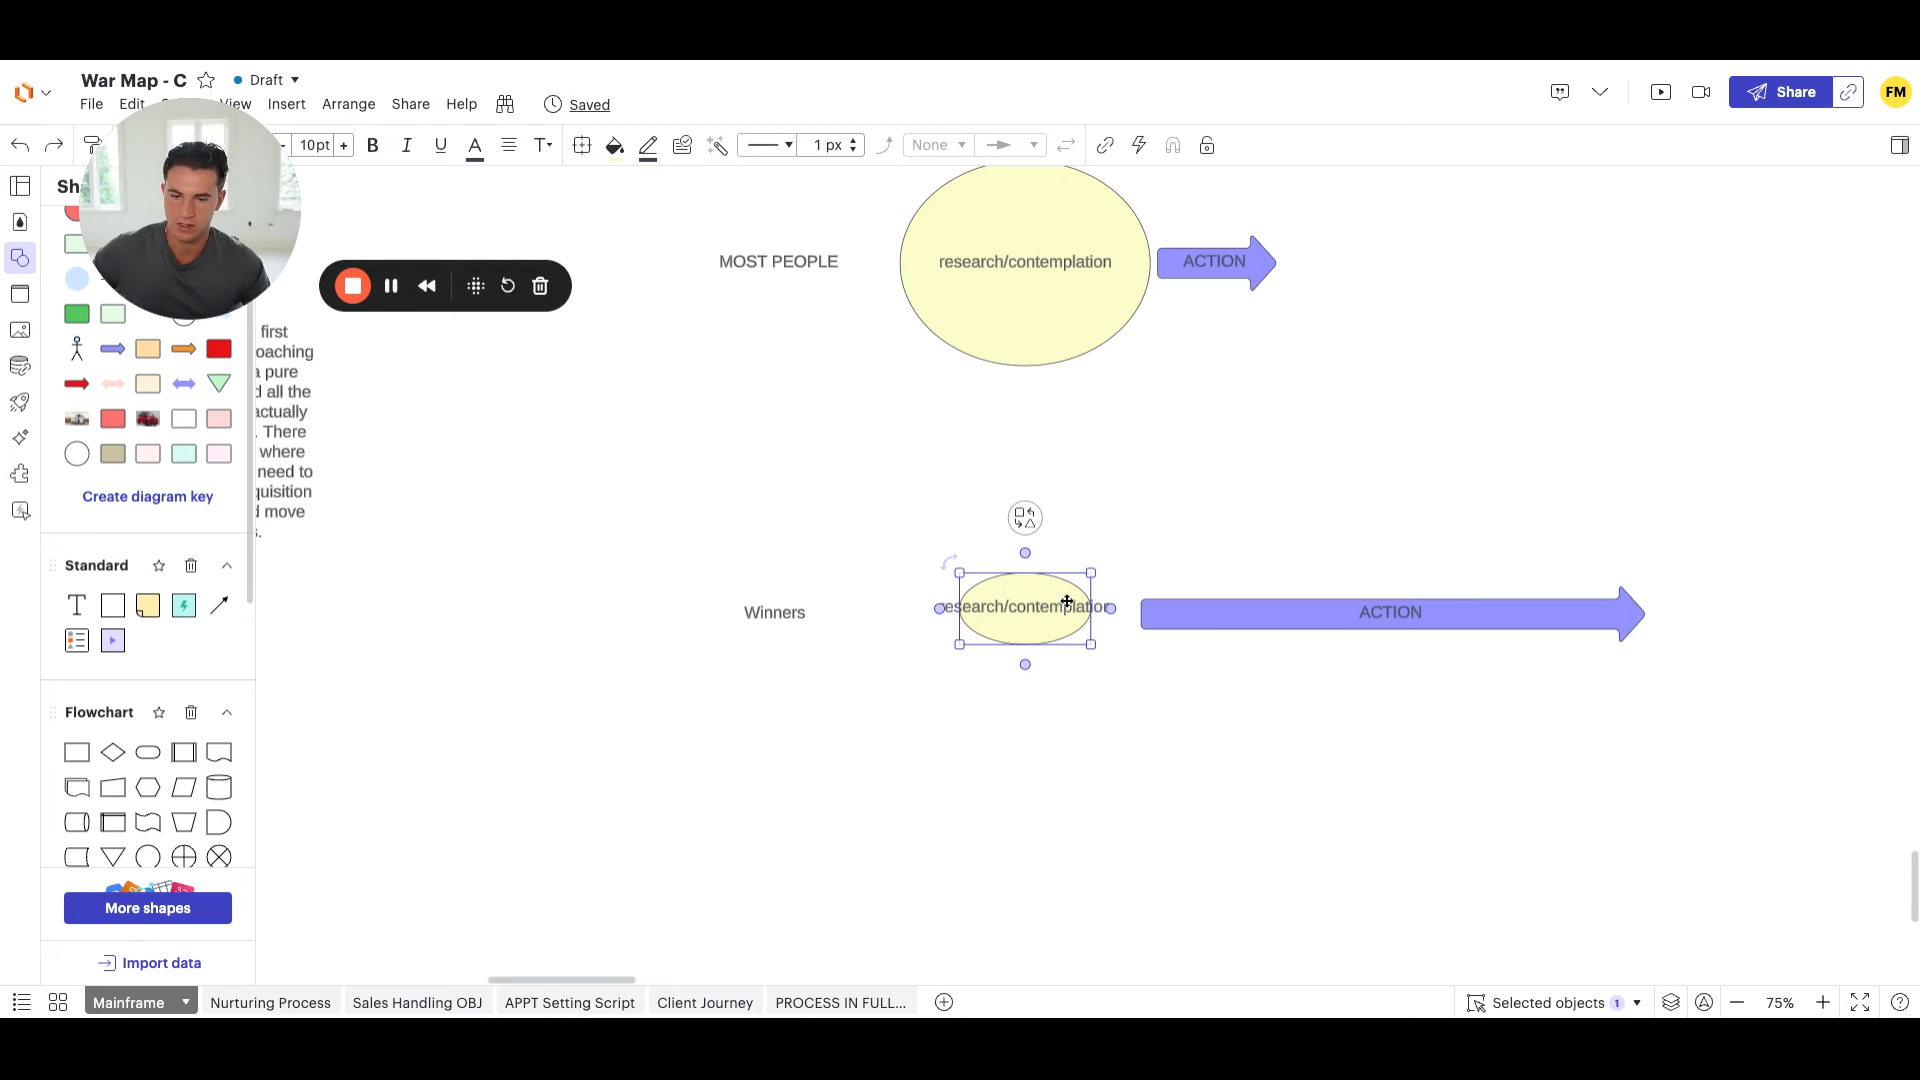 War Map - C
Draft
File Edit View Insert Arrange Share Help Saved
Share
FM
- 10pt + B I U A T 1 px None
MOST PEOPLE
research/contemplation
ACTION
first
oaching
a pure
d all the
actually
. There
where
need to
quisition
d move
s.
Create diagram key
Standard
T
Winners
research/contemplation
ACTION
Flowchart
More shapes
Import data
Mainframe
Nurturing Process
Sales Handling OBJ
APPT Setting Script
Client Journey
PROCESS IN FULL...
Selected objects 1
75%